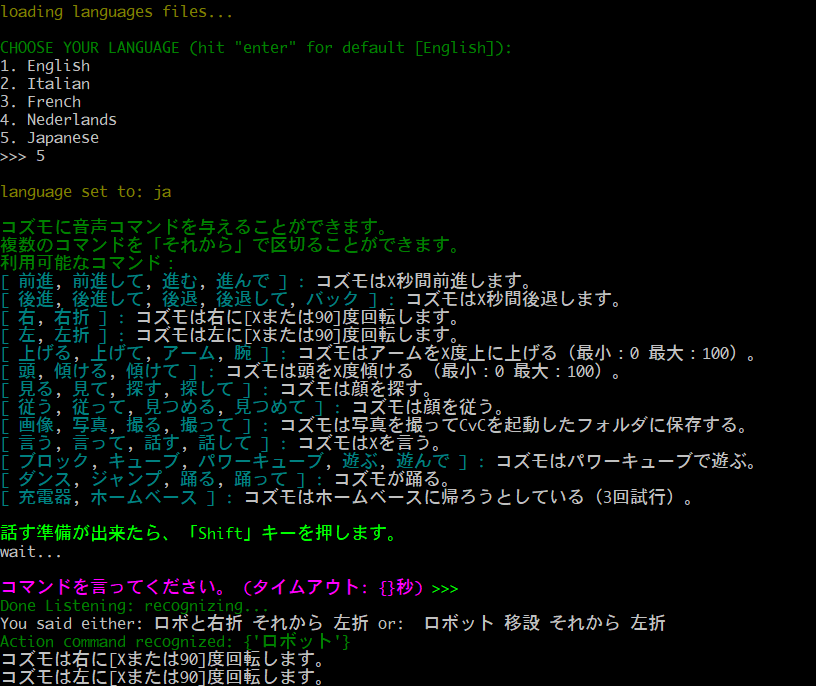 loading languages files...
CHOOSE YOUR LANGUAGE (hit "enter" for default [English]):
1. English
2. Italian
3. French
4. Nederlands
5. Japanese
>>> 5
language set to: ja
コズモに音声コマンドを与えることができます。
複数のコマンドを「それから」で区切ることができます。
利用可能なコマンド：
[ 前進, 前進して, 進む, 進んで ] : コズモはX秒間前進します。
[ 後進, 後進して, 後退, 後退して, バック ] : コズモはX秒間後退します。
[ 右, 右折 ] : コズモは右に[Xまたは90]度回転します。
[ 左, 左折 ] : コズモは左に[Xまたは90]度回転します。
[ 上げる, 上げて, アーム, 腕 ] : コズモはアームをX度上に上げる（最小：0 最大：100）。
[ 頭, 傾ける, 傾けて ] : コズモは頭をX度傾ける （最小：0 最大：100）。
[ 見る, 見て, 探す, 探して ] : コズモは顔を探す。
[ 従う, 従って, 見つめる, 見つめて ] : コズモは顔を従う。
[ 画像, 写真, 撮る, 撮って ] : コズモは写真を撮ってCvCを起動したフォルダに保存する。
[ 言う, 言って, 話す, 話して ] : コズモはXを言う。
[ ブロック, キューブ, パワーキューブ, 遊ぶ, 遊んで ] : コズモはパワーキューブで遊ぶ。
[ ダンス, ジャンプ, 踊る, 踊って ] : コズモが踊る。
[ 充電器, ホームベース ] : コズモはホームベースに帰ろうとしている（3回試行）。
話す準備が出来たら、「Shift」キーを押します。
wait...
コマンドを言ってください。（タイムアウト: {}秒）>>>
Done Listening: recognizing...
You said either: ロボと右折 それから 左折 or:  ロボット 移設 それから 左折
Action command recognized: {'ロボット'}
コズモは右に[Xまたは90]度回転します。
コズモは左に[Xまたは90]度回転します。